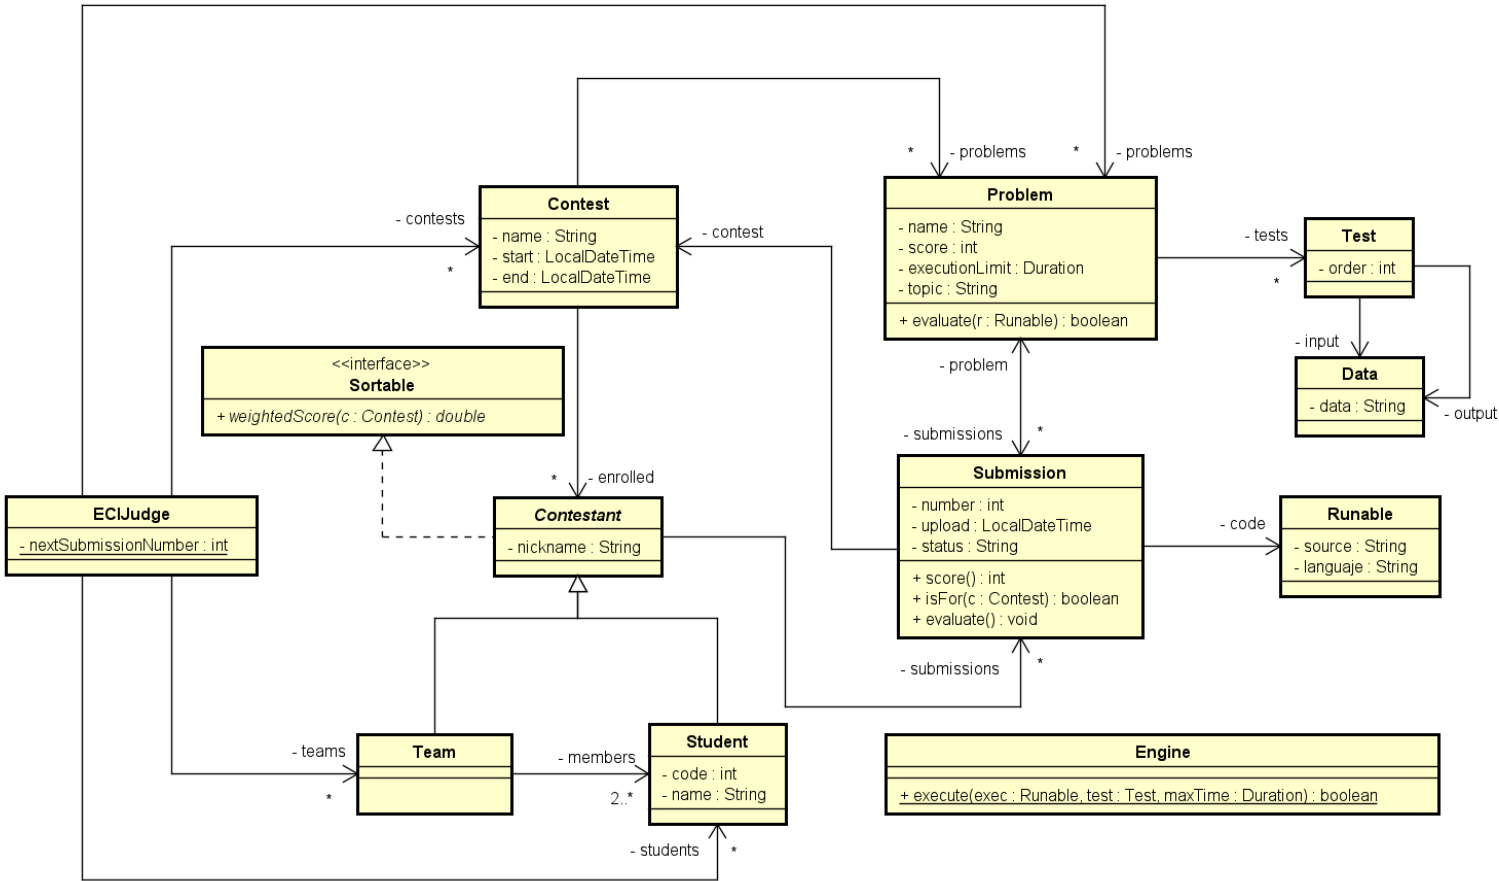 * - problems
* - problems
Contest
- name : String
- start : LocalDateTime
- end : LocalDateTime
- contests
*
- contest
Problem
- name : String
- score : int
- executionLimit : Duration
- topic : String
+ evaluate(r : Runable) : boolean
- tests
*
Test
- order : int
- input
Data
- data : String
- output
<<interface>>
Sortable
+ weightedScore(c : Contest) : double
- problem
- submissions *
* - enrolled
ECIJudge
- nextSubmissionNumber : int
Contestant
- nickname : String
Submission
- number : int
- upload : LocalDateTime
- status : String
+ score() : int
+ isFor(c : Contest) : boolean
+ evaluate() : void
- code
Runable
- source : String
- languaje : String
- submissions *
- teams
*
Team
- members
2..*
Student
- code : int
- name : String
- students *
Engine
+ execute(exec : Runable, test : Test, maxTime : Duration) : boolean